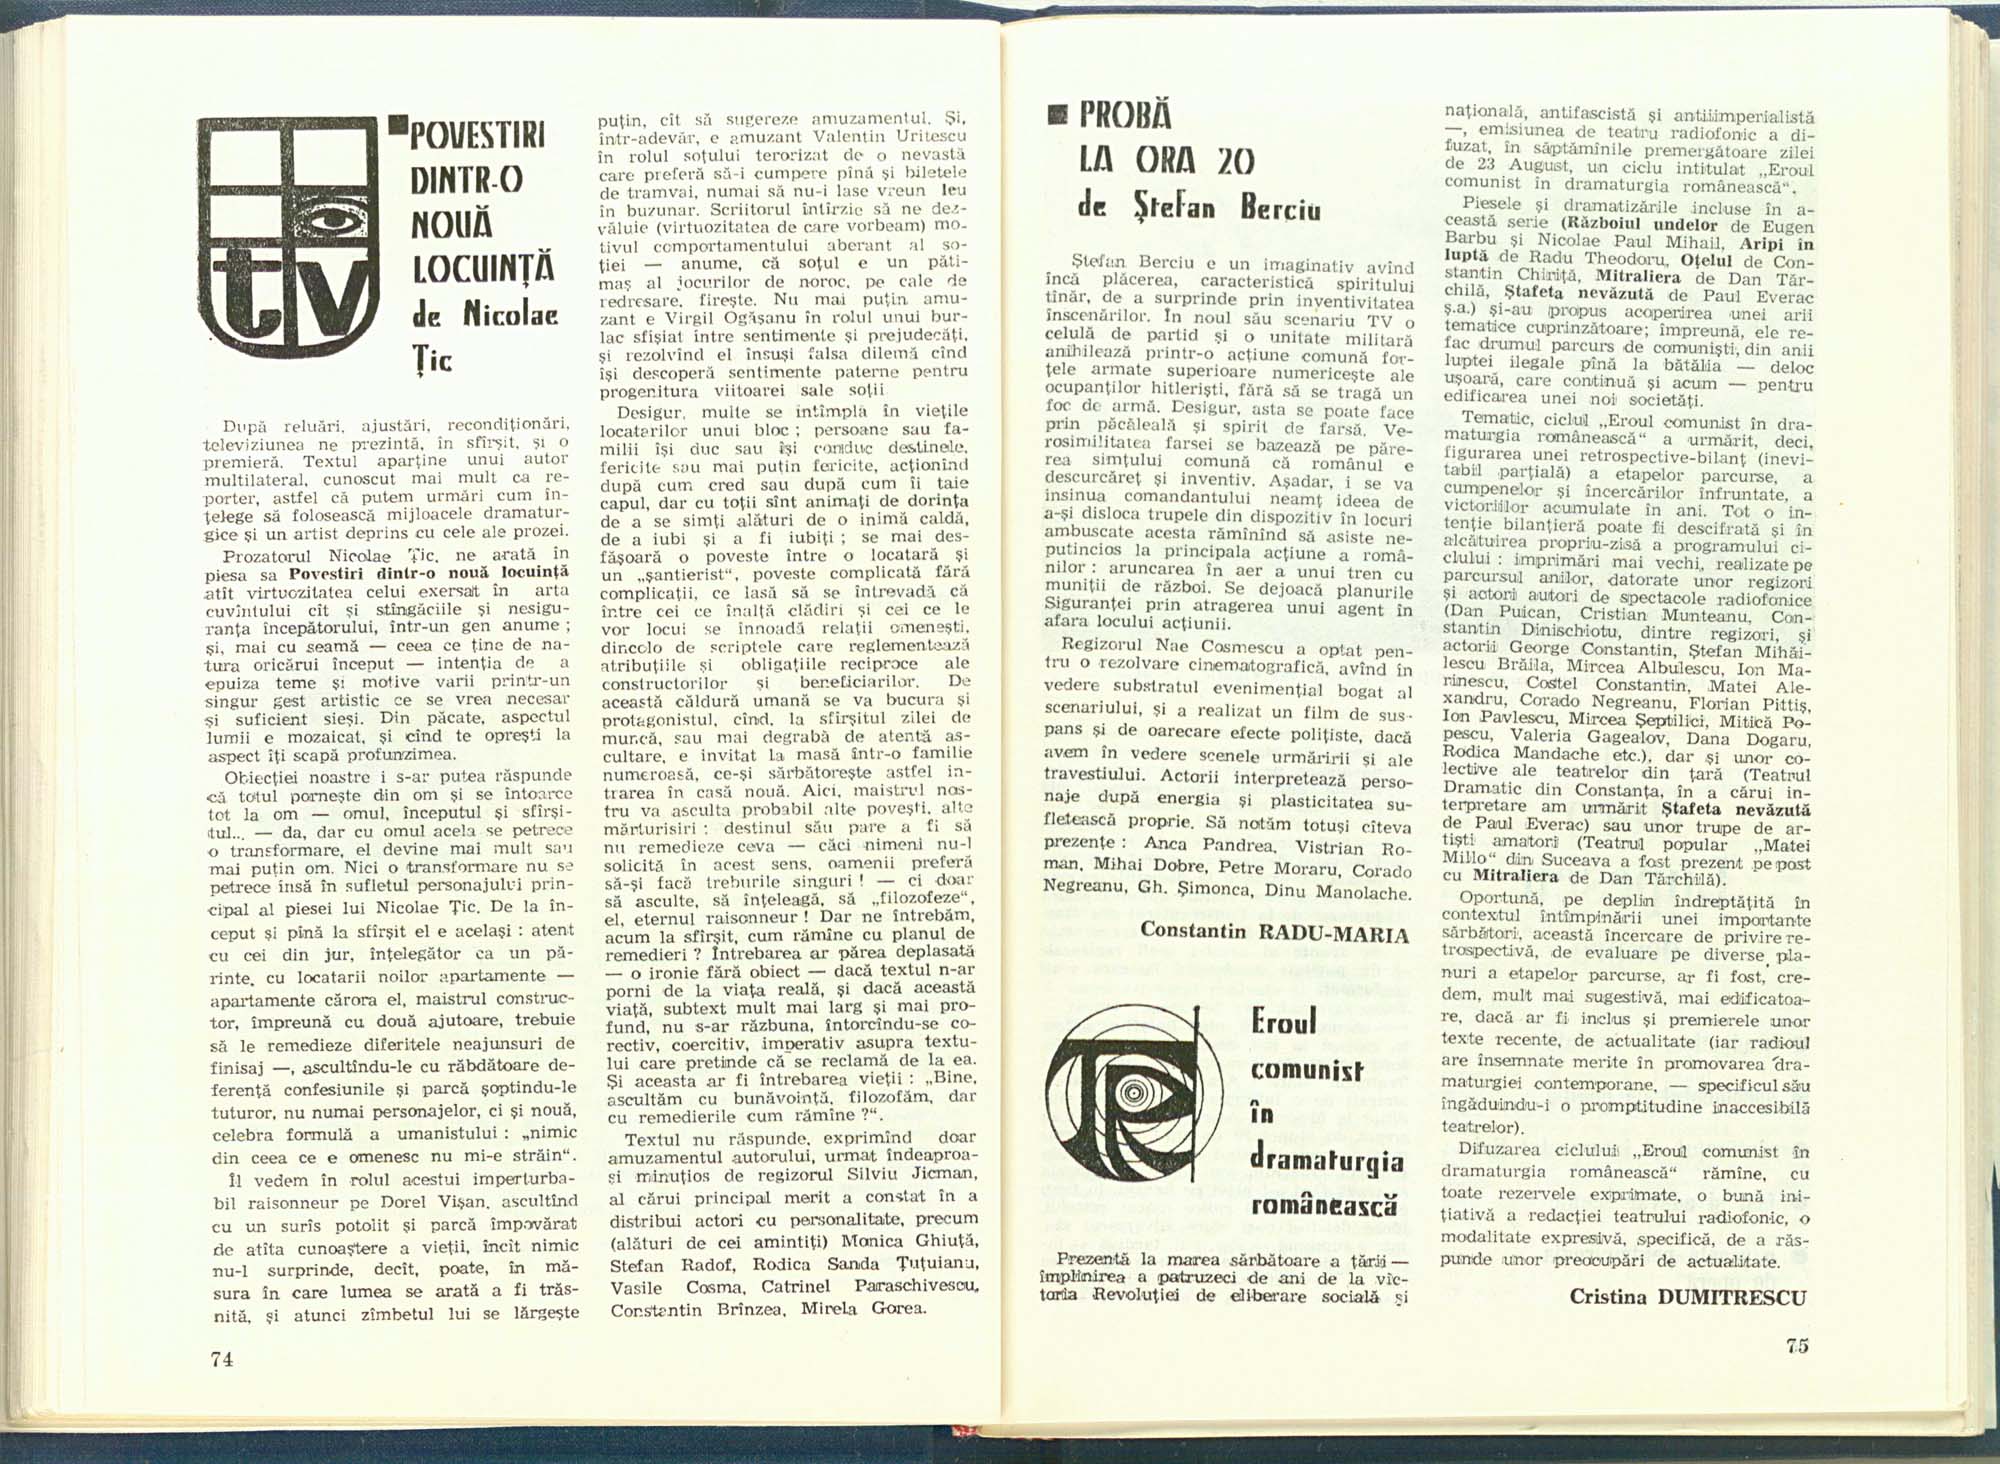 tv
■ POVESTIRI
DINTR-O
NOUĂ
LOCUINȚĂ
de Nicolae
Țic
După reluări, ajustări, recondiționări,
televiziunea ne prezintă, în sfîrșit, și o
premieră. Textul aparține unui autor
multilateral, cunoscut mai mult ca re-
porter, astfel că putem urmări cum în-
țelege să folosească mijloacele dramatur-
gice și un artist deprins cu cele ale prozei.
Prozatorul Nicolae Țic, ne arată în
piesa sa Povestiri dintr-o nouă locuință
atît virtuozitatea celui exersat în arta
cuvîntului cît și stîngăciile și nesigu-
ranța începătorului, într-un gen anume ;
și, mai cu seamă — ceea ce ține de na-
tura oricărui început — intenția de a
epuiza teme și motive varii printr-un
singur gest artistic ce se vrea necesar
și suficient sieși. Din păcate, aspectul
lumii e mozaicat, și cînd te oprești la
aspect îți scapă profunzimea.
Obiecției noastre i s-ar putea răspunde
că totul pornește din om și se întoarce
tot la om — omul, începutul și sfîrși-
tul... — da, dar cu omul acela se petrece
o transformare, el devine mai mult sau
mai puțin om. Nici o transformare nu se
petrece însă în sufletul personajului prin-
cipal al piesei lui Nicolae Țic. De la în-
ceput și pînă la sfîrșit el e același : atent
cu cei din jur, înțelegător ca un pă-
rinte, cu locatarii noilor apartamente —
apartamente cărora el, maistrul construc-
tor, împreună cu două ajutoare, trebuie
să le remedieze diferitele neajunsuri de
finisaj —, ascultîndu-le cu răbdătoare de-
ferență confesiunile și parcă șoptindu-le
tuturor, nu numai personajelor, ci și nouă,
celebra formulă a umanistului : „nimic
din ceea ce e omenesc nu mi-e străin“.
Îl vedem în rolul acestui imperturba-
bil raisonneur pe Dorel Vișan, ascultînd
cu un surîs potolit și parcă împovărat
de atîta cunoaștere a vieții, încît nimic
nu-l surprinde, decît, poate, în mă-
sura în care lumea se arată a fi trăs-
nită, și atunci zîmbetul lui se lărgește
74
puțin, cît să sugereze amuzamentul. Și,
într-adevăr, e amuzant Valentin Uritescu
în rolul soțului terorizat de o nevastă
care preferă să-i cumpere pînă și biletele
de tramvai, numai să nu-i lase vreun leu
în buzunar. Scriitorul întîrzie să ne dez-
văluie (virtuozitatea de care vorbeam) mo-
tivul comportamentului aberant al so-
ției — anume, că soțul e un păti-
maș al jocurilor de noroc, pe cale de
redresare, firește. Nu mai puțin amu-
zant e Virgil Ogășanu în rolul unui bur-
lac sfîșiat între sentimente și prejudecăți,
și rezolvînd el însuși falsa dilemă cînd
își descoperă sentimente paterne pentru
progenitura viitoarei sale soții
Desigur, multe se întîmplă în viețile
locatarilor unui bloc ; persoane sau fa-
milii își duc sau își conduc destinele,
fericite sau mai puțin fericite, acționînd
după cum cred sau după cum îi taie
capul, dar cu toții sînt animați de dorința
de a se simți alături de o inimă caldă,
de a iubi și a fi iubiți ; se mai des-
fășoară o poveste între o locatară și
un „șantierist“, poveste complicată fără
complicații, ce lasă să se întrevadă că
între cei ce înalță clădiri și cei ce le
vor locui se înnoadă relații omenești,
dincolo de scriptele care reglementează
atribuțiile și obligațiile reciproce ale
constructorilor și beneficiarilor. De
această căldură umană se va bucura și
protagonistul, cînd, la sfîrșitul zilei de
muncă, sau mai degrabă de atentă as-
cultare, e invitat la masă într-o familie
numeroasă, ce-și sărbătorește astfel in-
trarea în casă nouă. Aici, maistrul nos-
tru va asculta probabil alte povești, alte
mărturisiri : destinul său pare a fi să
nu remedieze ceva — căci nimeni nu-l
solicită în acest sens, oamenii preferă
să-și facă treburile singuri ! — ci doar
să asculte, să înțeleagă, să „filozofeze“,
el, eternul raisonneur ! Dar ne întrebăm,
acum la sfîrșit, cum rămîne cu planul de
remedieri ? Întrebarea ar părea deplasată
— o ironie fără obiect — dacă textul n-ar
porni de la viața reală, și dacă această
viață, subtext mult mai larg și mai pro-
fund, nu s-ar răzbuna, întorcîndu-se co-
rectiv, coercitiv, imperativ asupra textu-
lui care pretinde că se reclamă de la ea.
Și aceasta ar fi întrebarea vieții : „Bine,
ascultăm cu bunăvoință, filozofăm, dar
cu remedierile cum rămîne ?“.
Textul nu răspunde, exprimînd doar
amuzamentul autorului, urmat îndeaproa-
și minuțios de regizorul Silviu Jicman,
al cărui principal merit a constat în a
distribui actori cu personalitate, precum
(alături de cei amintiți) Monica Ghiuță,
Stefan Radof, Rodica Sanda Țuțuianu,
Vasile Cosma, Catrinel Paraschivescu,
Constantin Brînzea, Mirela Gorea.
■ PROBĂ
LA ORA 20
de Ștefan Berciu
Ștefan Berciu e un imaginativ avînd
încă plăcerea, caracteristică spiritului
tînăr, de a surprinde prin inventivitatea
înscenărilor. În noul său scenariu TV o
celulă de partid și o unitate militară
anihilează printr-o acțiune comună for-
țele armate superioare numericește ale
ocupanților hitleriști, fără să se tragă un
foc de armă. Desigur, asta se poate face
prin păcăleală și spirit de farsă. Ve-
rosimilitatea farsei se bazează pe păre-
rea simțului comună că românul e
descurcăreț și inventiv. Așadar, i se va
insinua comandantului neamț ideea de
a-și disloca trupele din dispozitiv în locuri
ambuscate acesta rămînînd să asiste ne-
putincios la principala acțiune a româ-
nilor : aruncarea în aer a unui tren cu
muniții de război. Se dejoacă planurile
Siguranței prin atragerea unui agent în
afara locului acțiunii.
Regizorul Nae Cosmescu a optat pen-
tru o rezolvare cinematografică, avînd în
vedere substratul evenimențial bogat al
scenariului, și a realizat un film de sus-
pans și de oarecare efecte polițiste, dacă
avem în vedere scenele urmăririi și ale
travestiului. Actorii interpretează perso-
naje după energia și plasticitatea su-
fletească proprie. Să notăm totuși cîteva
prezențe : Anca Pandrea, Vistrian Ro-
man, Mihai Dobre, Petre Moraru, Corado
Negreanu, Gh. Șimonca, Dinu Manolache.
Constantin RADU-MARIA
TR
Eroul
comunist
în
dramaturgia
românească
Prezentă la marea sărbătoare a țării —
împlinirea a patruzeci de ani de la vic-
toria Revoluției de eliberare socială și
națională, antifascistă și antiimperialistă
—, emisiunea de teatru radiofonic a di-
fuzat, în săptămînile premergătoare zilei
de 23 August, un ciclu intitulat „Eroul
comunist în dramaturgia românească“.
Piesele și dramatizările incluse în a-
ceastă serie (Războiul undelor de Eugen
Barbu și Nicolae Paul Mihail, Aripi în
luptă de Radu Theodoru, Oțelul de Con-
stantin Chiriță, Mitraliera de Dan Tăr-
chilă, Ștafeta nevăzută de Paul Everac
ș.a.) și-au propus acoperirea unei arii
tematice cuprinzătoare; împreună, ele re-
fac drumul parcurs de comuniști, din anii
luptei ilegale pînă la bătălia — deloc
ușoară, care continuă și acum — pentru
edificarea unei noi societăți.
Tematic, ciclul „Eroul comunist în dra-
maturgia românească“ a urmărit, deci,
figurarea unei retrospective-bilanț (inevi-
tabil parțială) a etapelor parcurse, a
cumpenelor și încercărilor înfruntate, a
victoriilor acumulate în ani. Tot o in-
tenție bilanțieră poate fi descifrată și în
alcătuirea propriu-zisă a programului ci-
clului : imprimări mai vechi, realizate pe
parcursul anilor, datorate unor regizori
și actori autori de spectacole radiofonice
(Dan Puican, Cristian Munteanu, Con-
stantin Dinischiotu, dintre regizori, și
actorii George Constantin, Ștefan Mihăi-
lescu Brăila, Mircea Albulescu, Ion Ma-
rinescu, Costel Constantin, Matei Ale-
xandru, Corado Negreanu, Florian Pittiș,
Ion Pavlescu, Mircea Șeptilici, Mitică Po-
pescu, Valeria Gagealov, Dana Dogaru,
Rodica Mandache etc.), dar și unor co-
lective ale teatrelor din țară (Teatrul
Dramatic din Constanța, în a cărui in-
terpretare am urmărit Ștafeta nevăzută
de Paul Everac) sau unor trupe de ar-
tiști amatori (Teatrul popular „Matei
Millo“ din Suceava a fost prezent pe post
cu Mitraliera de Dan Tărchilă).
Oportună, pe deplin îndreptățită în
contextul întîmpinării unei importante
sărbători, această încercare de privire re-
trospectivă, de evaluare pe diverse pla-
nuri a etapelor parcurse, ar fi fost, cre-
dem, mult mai sugestivă, mai edificatoa-
re, dacă ar fi inclus și premierele unor
texte recente, de actualitate (iar radioul
are însemnate merite în promovarea dra-
maturgiei contemporane, — specificul său
îngăduindu-i o promptitudine inaccesibilă
teatrelor).
Difuzarea ciclului „Eroul comunist în
dramaturgia românească“ rămîne, cu
toate rezervele exprimate, o bună ini-
țiativă a redacției teatrului radiofonic, o
modalitate expresivă, specifică, de a răs-
punde unor preocupări de actualitate.
Cristina DUMITRESCU
75